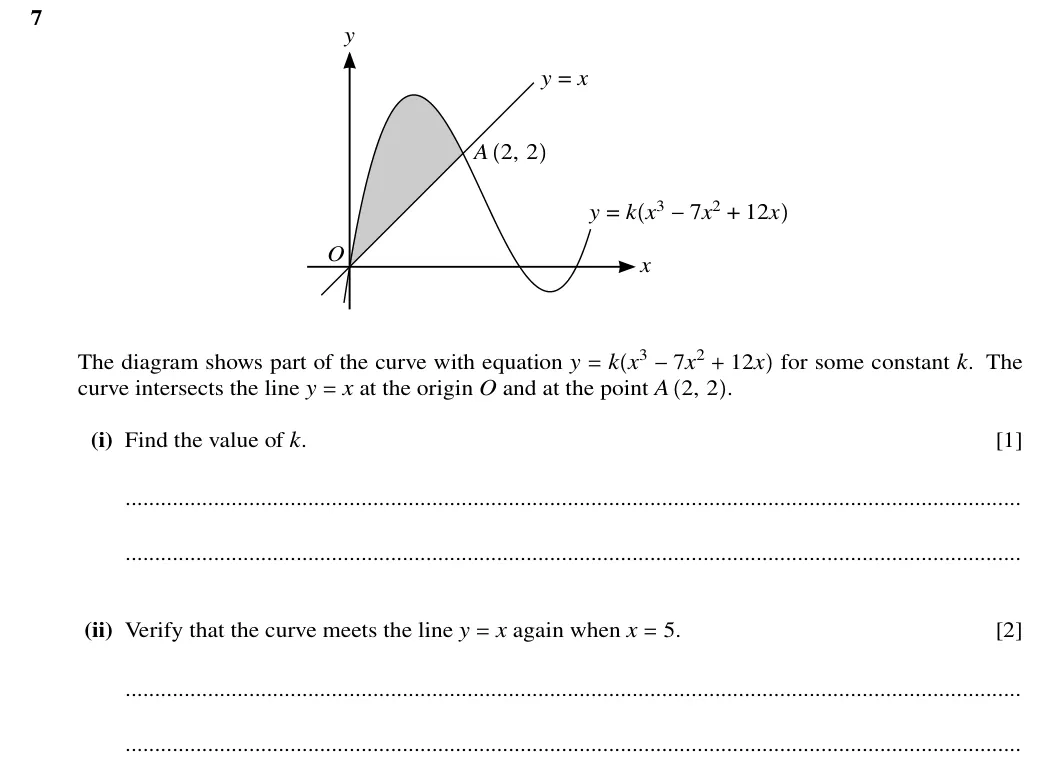 7
y
y = x
A (2, 2)
y = k(x³ − 7x² + 12x)
O
x
The diagram shows part of the curve with equation y = k(x³ − 7x² + 12x) for some constant k. The
curve intersects the line y = x at the origin O and at the point A (2, 2).
(i) Find the value of k. [1]
(ii) Verify that the curve meets the line y = x again when x = 5. [2]